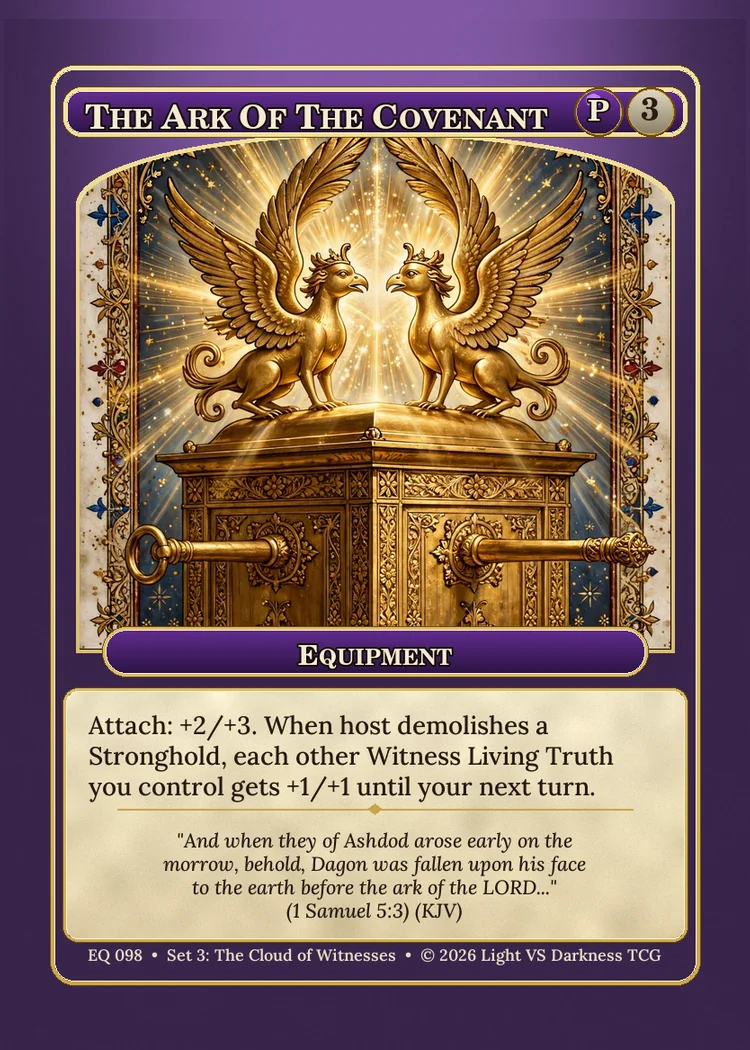 The Ark Of The Covenant P 3
Equipment
Attach: +2/+3. When host demolishes a
Stronghold, each other Witness Living Truth
you control gets +1/+1 until your next turn.
"And when they of Ashdod arose early on the
morrow, behold, Dagon was fallen upon his face
to the earth before the ark of the LORD..."
(1 Samuel 5:3) (KJV)
EQ 098 • Set 3: The Cloud of Witnesses • © 2026 Light VS Darkness TCG